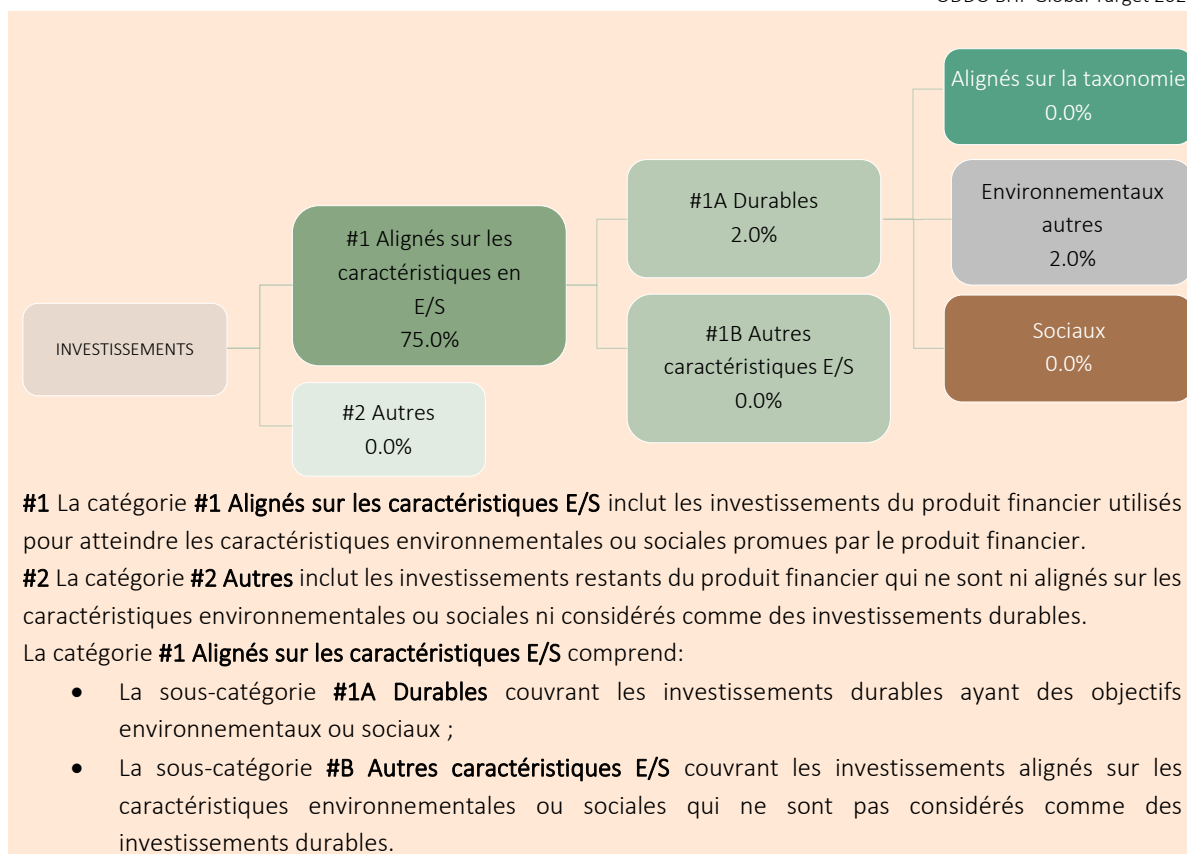 Alignés sur la taxonomie
0.0%
#1A Durables
2.0%
Environnementaux
autres
2.0%
#1 Alignés sur les
caractéristiques en
E/S
75.0%
INVESTISSEMENTS
#1B Autres
caractéristiques E/S
0.0%
Sociaux
0.0%
#2 Autres
0.0%
#1 La catégorie #1 Alignés sur les caractéristiques E/S inclut les investissements du produit financier utilisés
pour atteindre les caractéristiques environnementales ou sociales promues par le produit financier.
#2 La catégorie #2 Autres inclut les investissements restants du produit financier qui ne sont ni alignés sur les
caractéristiques environnementales ou sociales ni considérés comme des investissements durables.
La catégorie #1 Alignés sur les caractéristiques E/S comprend:
• La sous-catégorie #1A Durables couvrant les investissements durables ayant des objectifs
environnementaux ou sociaux ;
• La sous-catégorie #B Autres caractéristiques E/S couvrant les investissements alignés sur les
caractéristiques environnementales ou sociales qui ne sont pas considérés comme des
investissements durables.